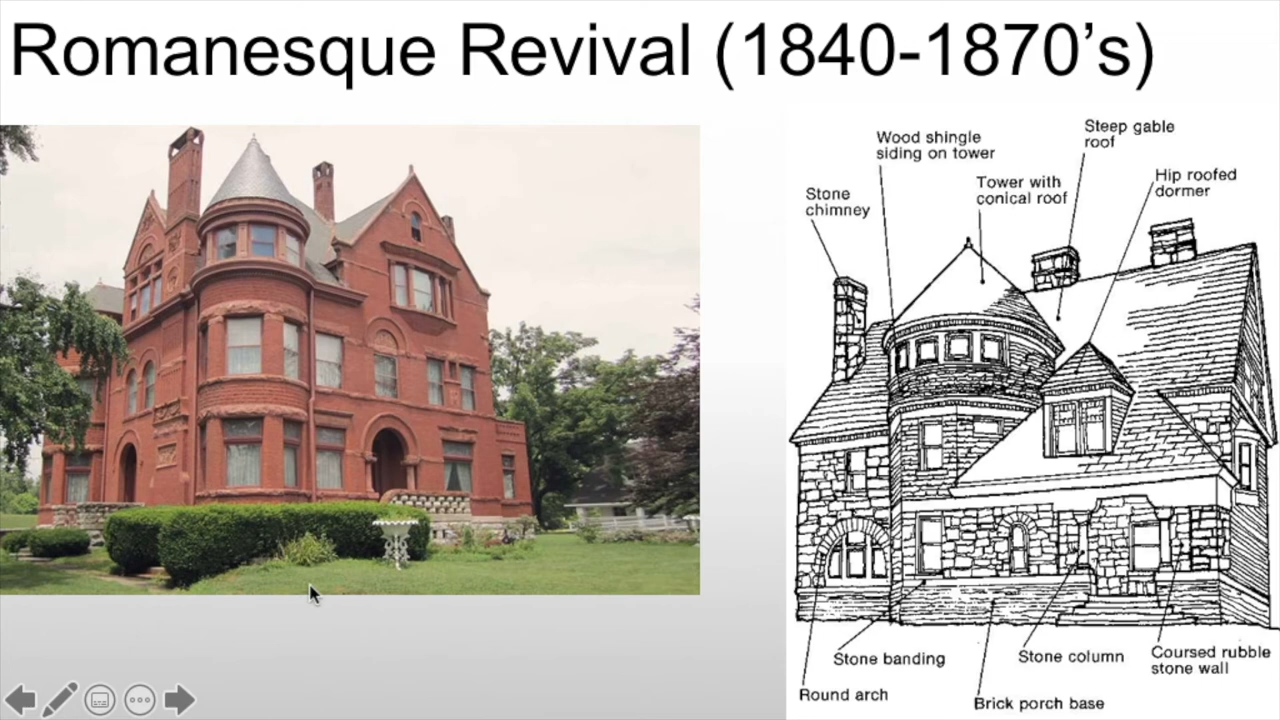 Romanesque Revival (1840-1870’s)
Steep gable
roof
Wood shingle
siding on tower
Hip roofed
dormer
Tower with
conical roof
Stone
chimney
Stone banding
Stone column
Coursed rubble
stone wall
Round arch
Brick porch base